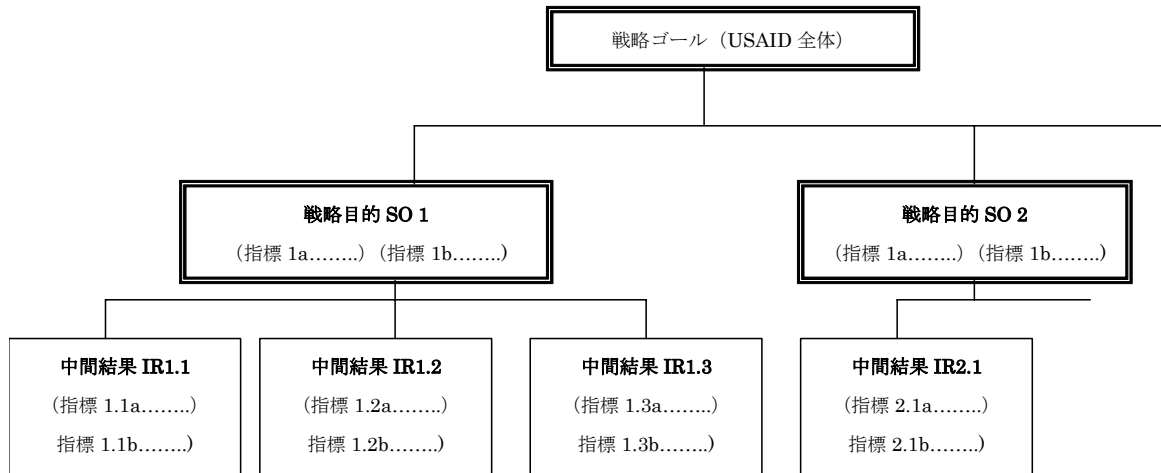 戦略ゴール（USAID 全体）
戦略目的 SO 1
（指標 1a……..）（指標 1b……..)
戦略目的 SO 2
（指標 1a……..）（指標 1b……..)
中間結果 IR1.1
（指標 1.1a……..）
指標 1.1b……..)
中間結果 IR1.2
（指標 1.2a……..）
指標 1.2b……..)
中間結果 IR1.3
（指標 1.3a……..）
指標 1.3b……..)
中間結果 IR2.1
（指標 2.1a……..）
指標 2.1b……..)